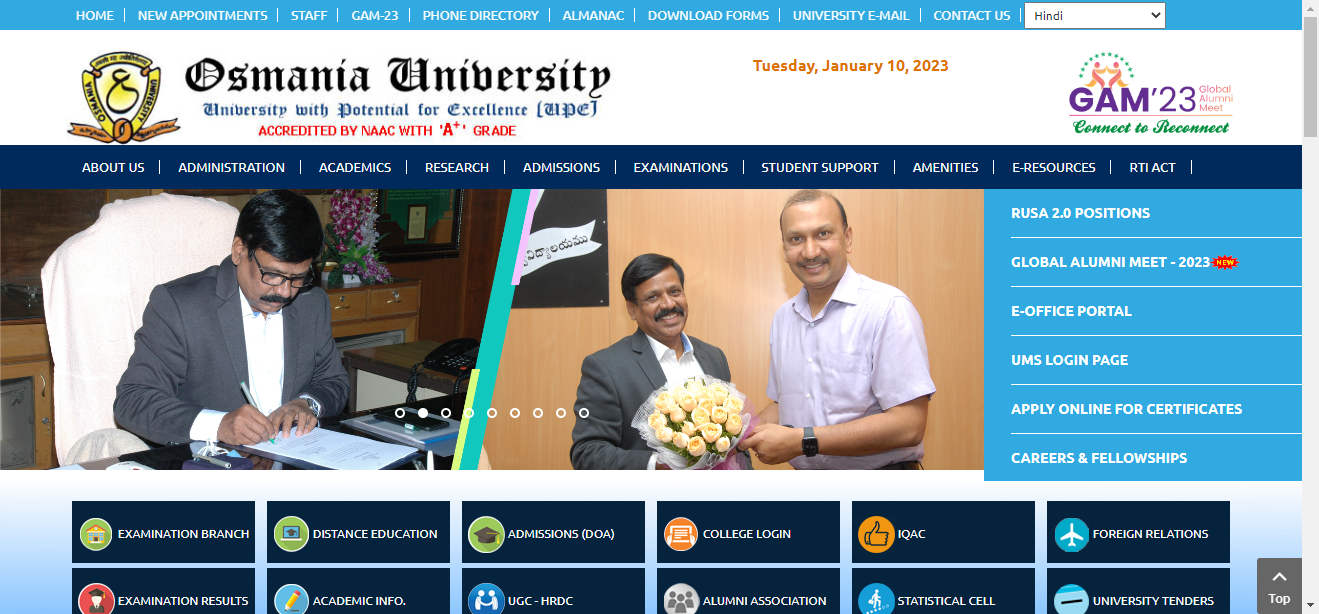 HOME NEW APPOINTMENTS STAFF GAM-23 PHONE DIRECTORY ALMANAC DOWNLOAD FORMS UNIVERSITY E-MAIL CONTACT US Hindi
Osmania University
University with Potential for Excellence [UPE]
ACCREDITED BY NAAC WITH 'A+' GRADE
OSMANIA UNIVERSITY
Tuesday, January 10, 2023
GAM'23 Global Alumni Meet
Connect to Reconnect
ABOUT US ADMINISTRATION ACADEMICS RESEARCH ADMISSIONS EXAMINATIONS STUDENT SUPPORT AMENITIES E-RESOURCES RTI ACT
RUSA 2.0 POSITIONS
GLOBAL ALUMNI MEET - 2023 NEW
E-OFFICE PORTAL
UMS LOGIN PAGE
APPLY ONLINE FOR CERTIFICATES
CAREERS & FELLOWSHIPS
EXAMINATION BRANCH DISTANCE EDUCATION ADMISSIONS (DOA) COLLEGE LOGIN IQAC FOREIGN RELATIONS
EXAMINATION RESULTS ACADEMIC INFO. UGC - HRDC ALUMNI ASSOCIATION STATISTICAL CELL UNIVERSITY TENDERS
Top